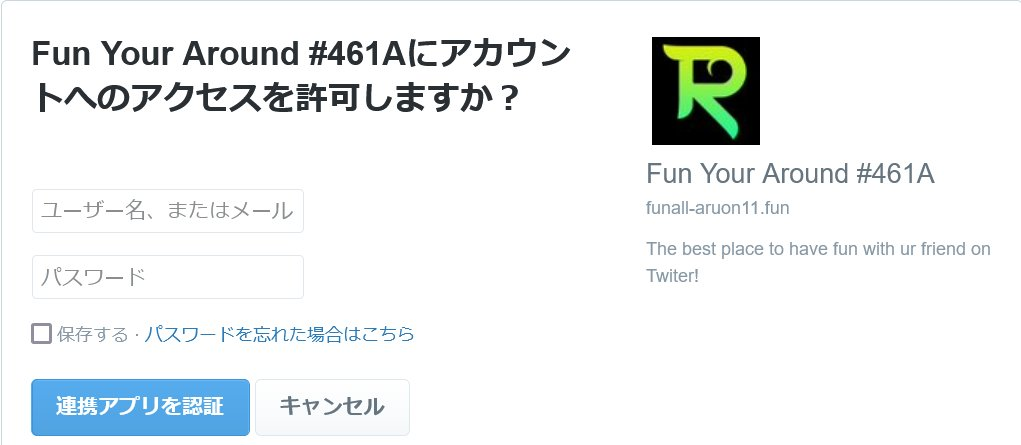 Fun Your Around #461Aにアカウン
トへのアクセスを許可しますか？
ユーザー名、またはメール
パスワード
保存する · パスワードを忘れた場合はこちら
連携アプリを認証
キャンセル
R
Fun Your Around #461A
funall-aruon11.fun
The best place to have fun with ur friend on
Twiter!